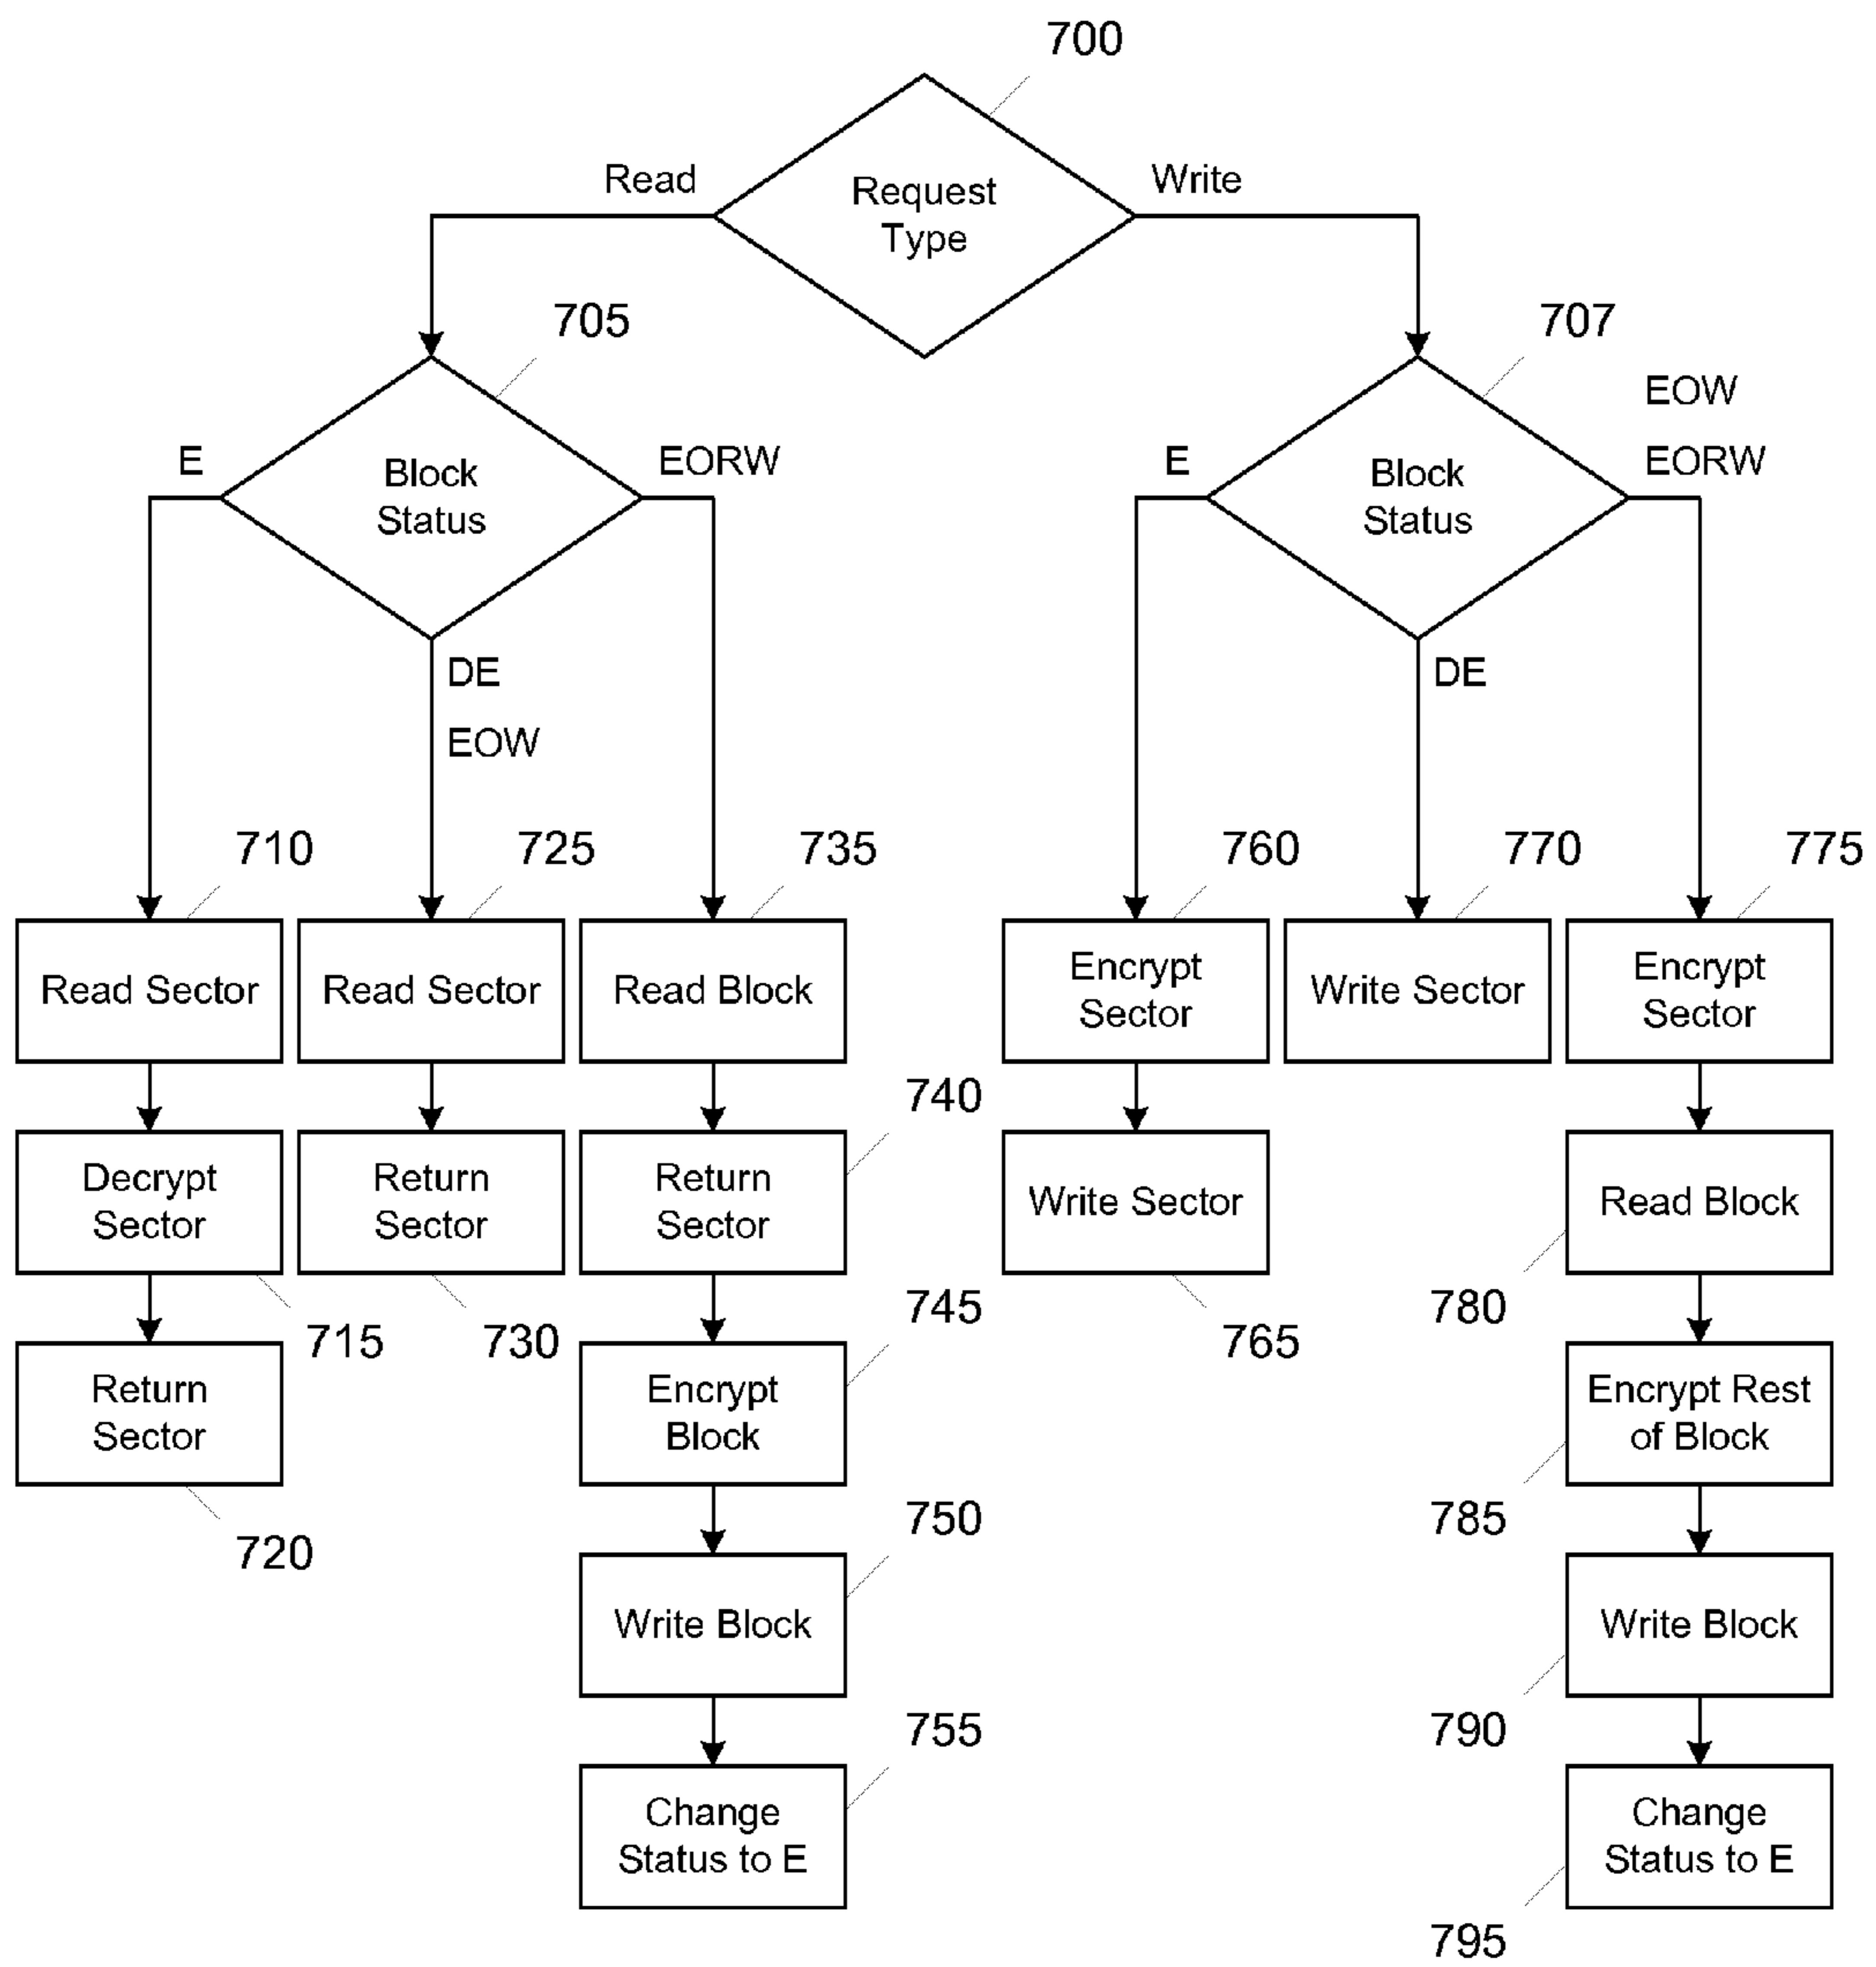 700
Read
Request
Type
Write
705
707
E
Block
Status
EORW
DE
EOW
E
Block
Status
EOW
EORW
DE
710
725
735
760
770
775
Read Sector
Read Sector
Read Block
Encrypt
Sector
Write Sector
Encrypt
Sector
740
Decrypt
Sector
Return
Sector
Return
Sector
Write Sector
Read Block
715
730
745
765
780
Return
Sector
Encrypt
Block
Encrypt Rest
of Block
720
750
785
Write Block
Write Block
755
790
Change
Status to E
Change
Status to E
795